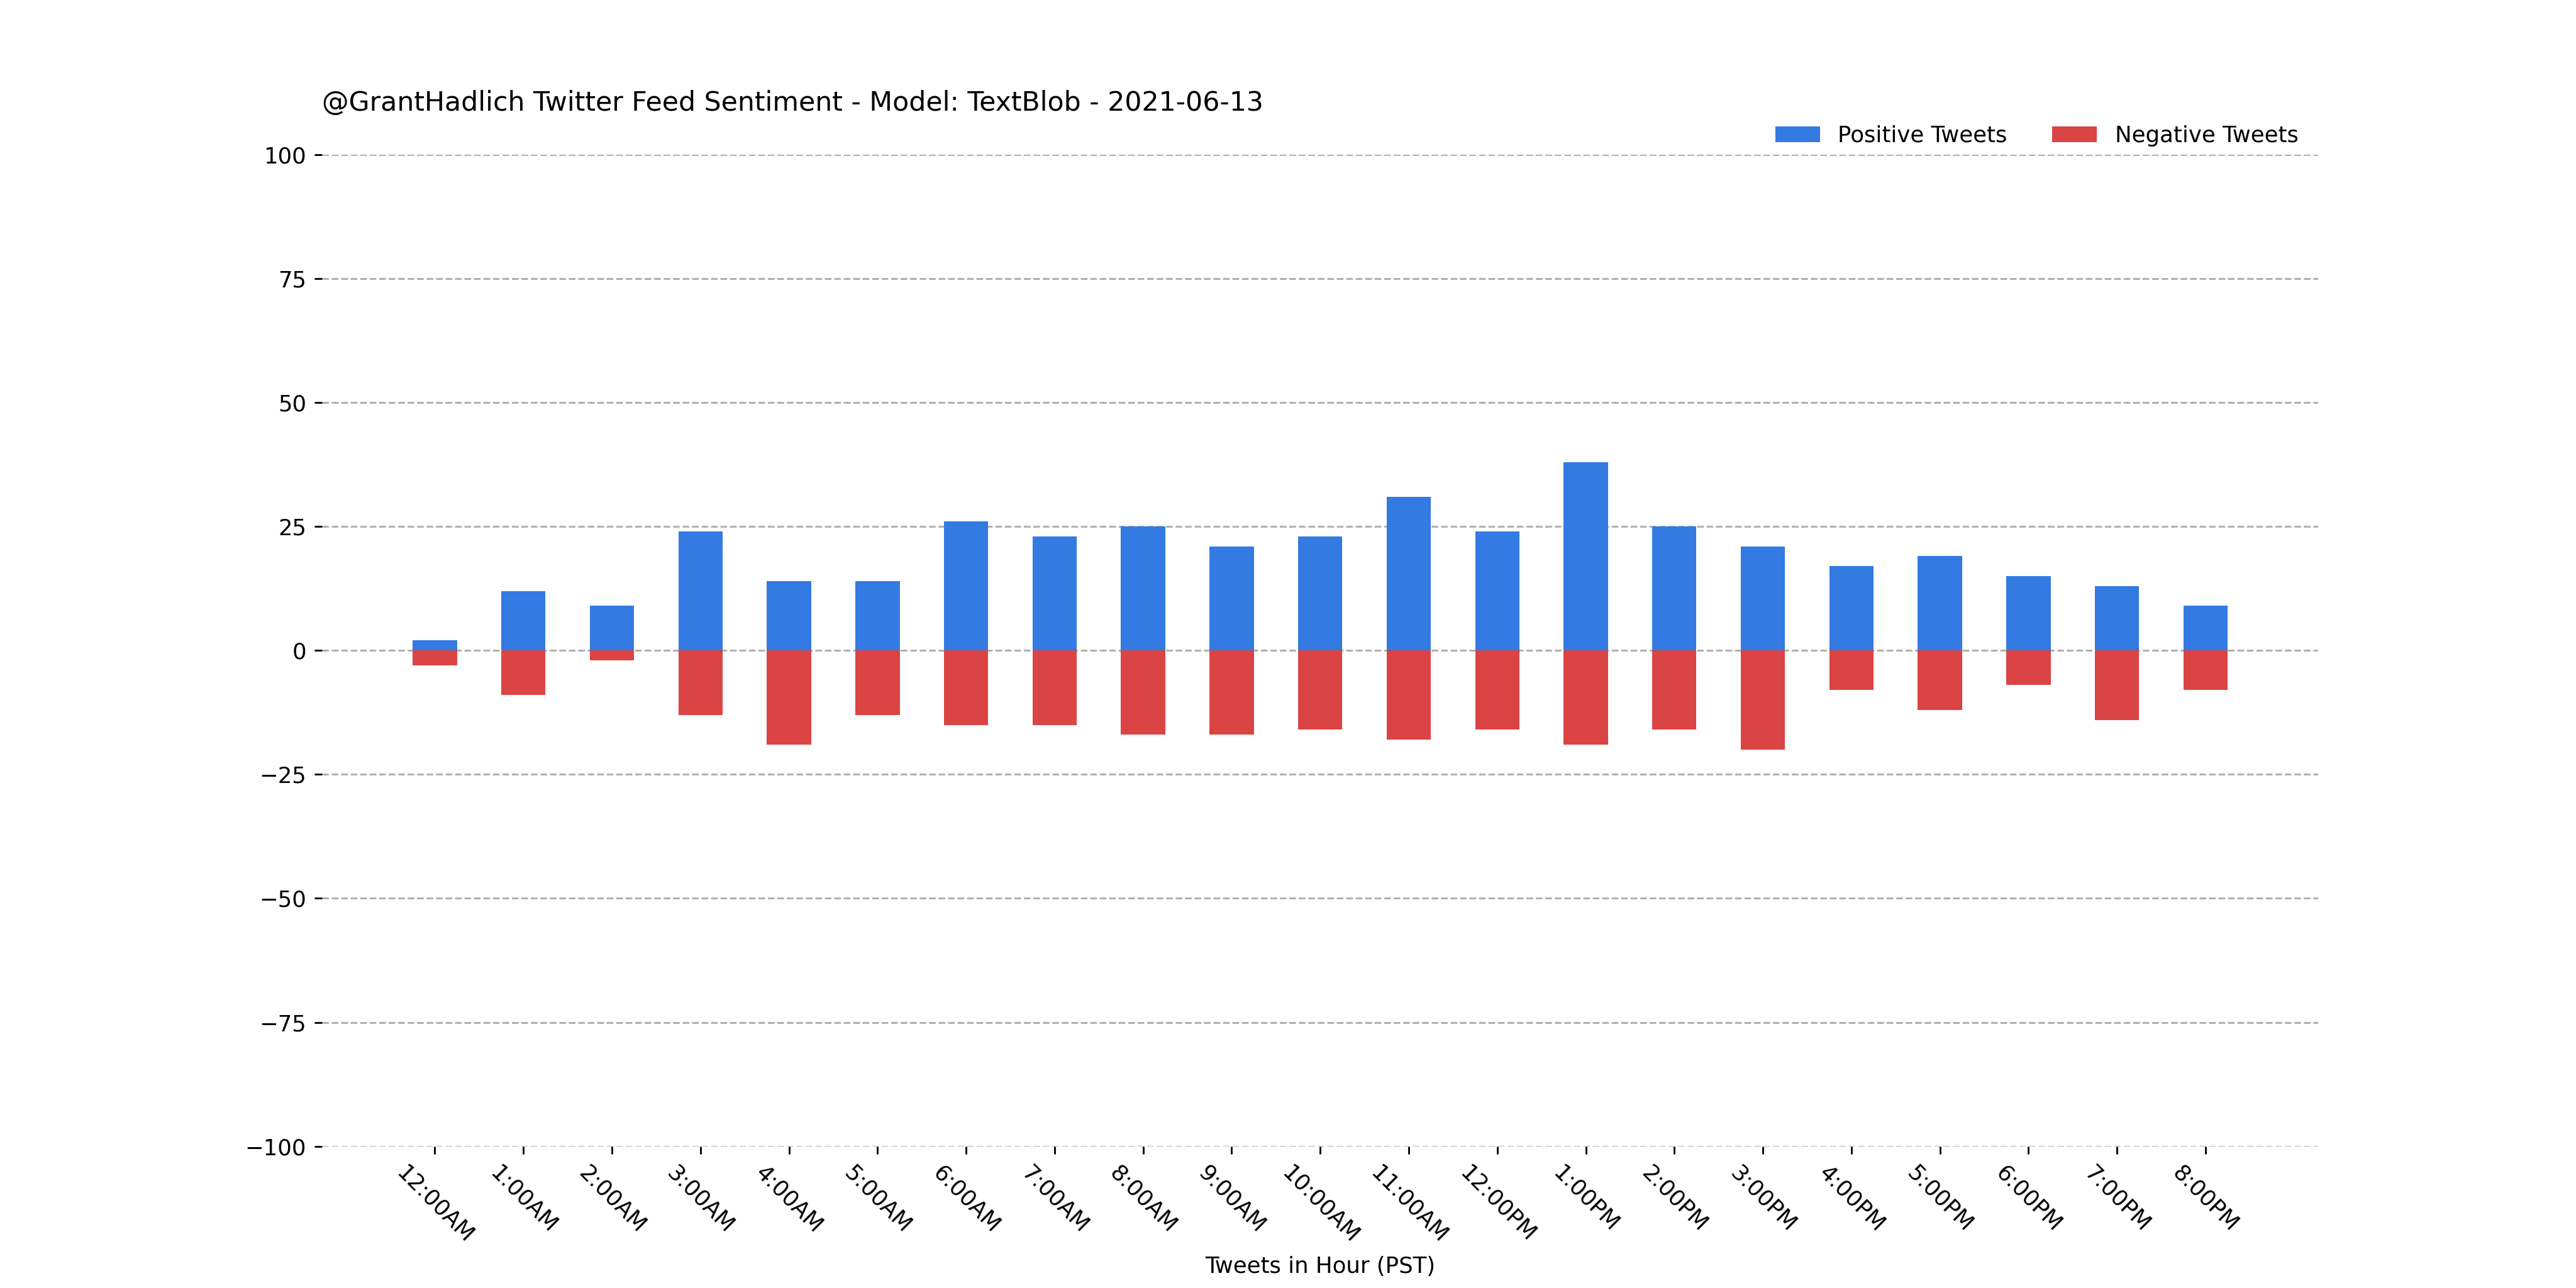 @GrantHadlich Twitter Feed Sentiment - Model: TextBlob - 2021-06-13
Positive Tweets
Negative Tweets
100
75
50
25
0
−25
−50
−75
−100
12:00AM
1:00AM
2:00AM
3:00AM
4:00AM
5:00AM
6:00AM
7:00AM
8:00AM
9:00AM
10:00AM
11:00AM
12:00PM
1:00PM
2:00PM
3:00PM
4:00PM
5:00PM
6:00PM
7:00PM
8:00PM
Tweets in Hour (PST)